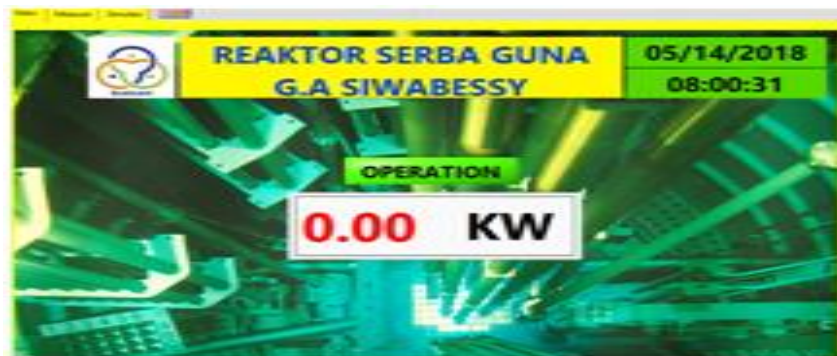 REAKTOR SERBA GUNA
G.A SIWABESSY
05/14/2018
08:00:31
OPERATION
0.00 KW